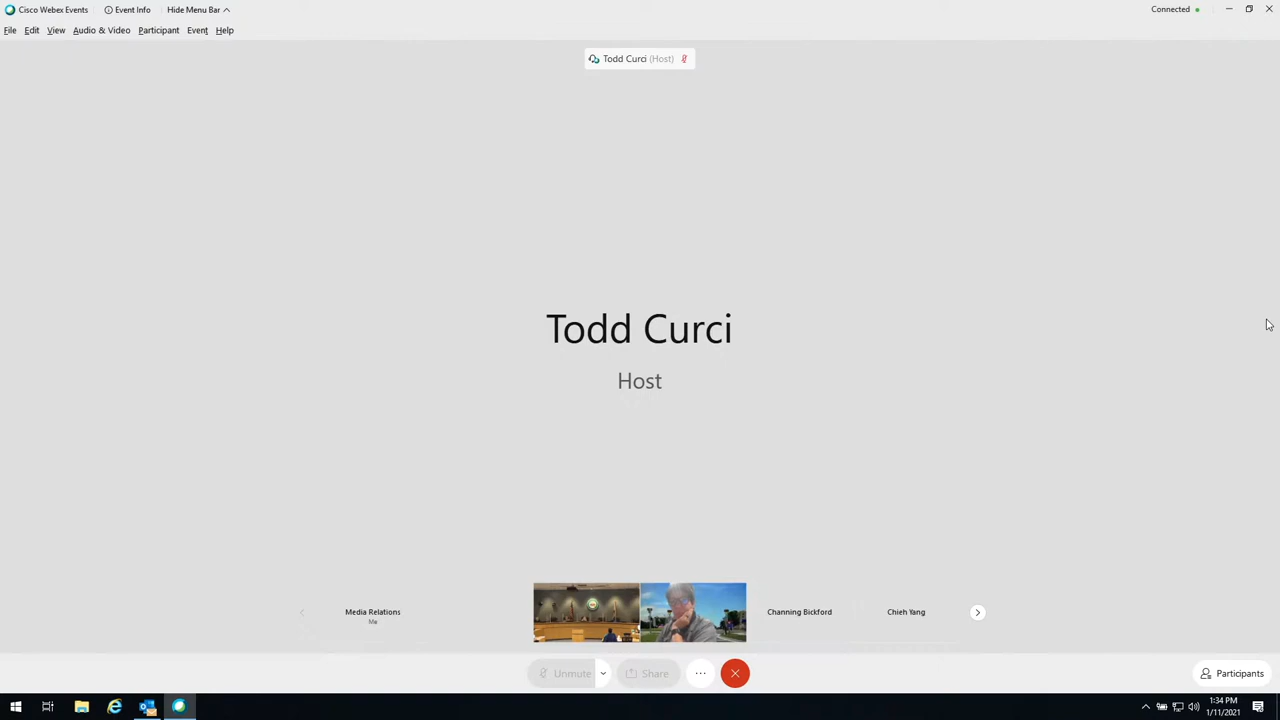 Cisco Webex Events Event Info Hide Menu Bar Connected
File Edit View Audio & Video Participant Event Help
Todd Curci (Host)
Todd Curci
Host
Media Relations
Me
Channing Bickford
Chieh Yang
Unmute Share ... Participants
1:34 PM
1/11/2021